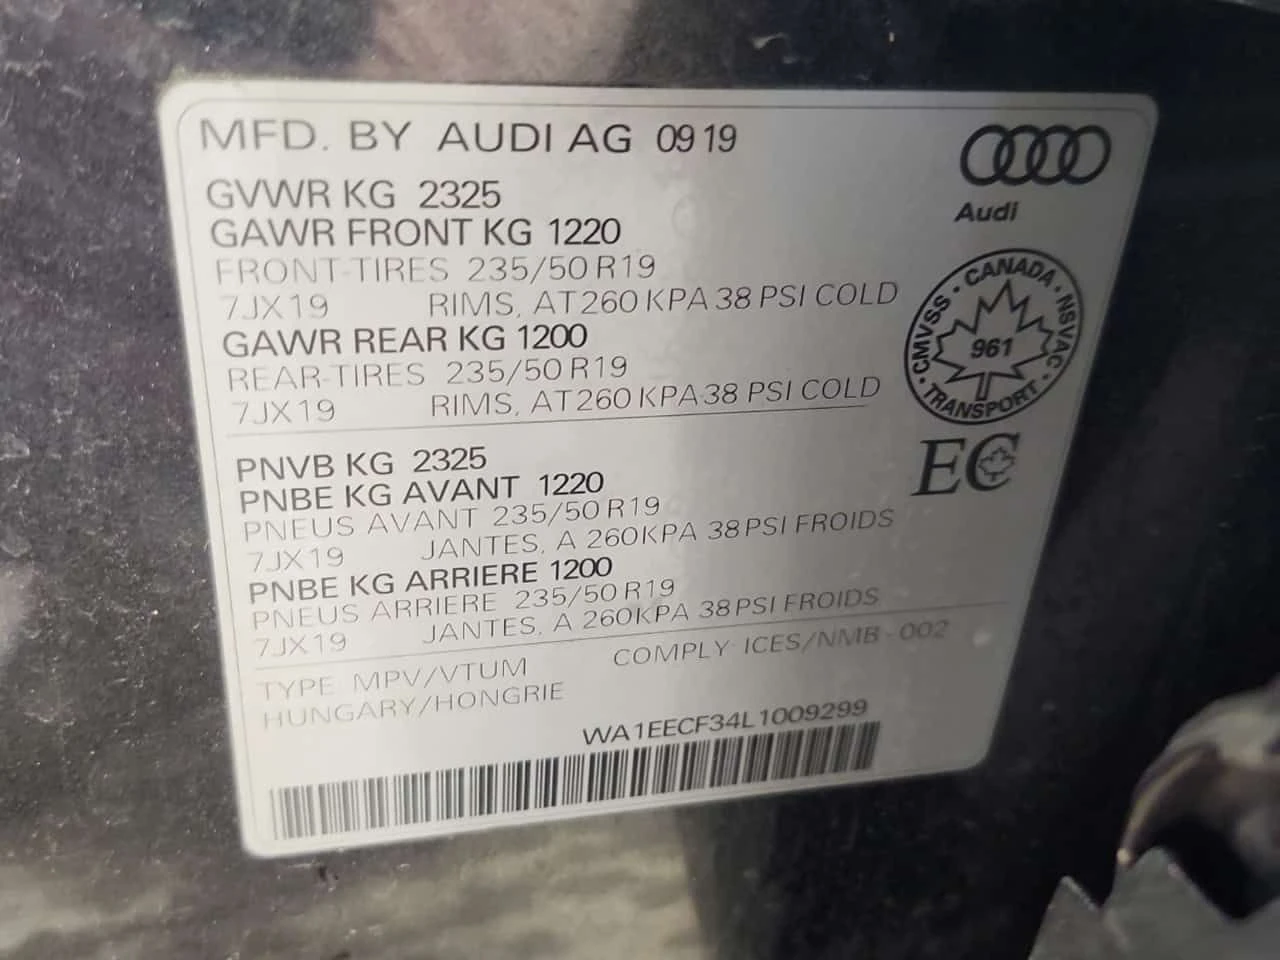 MFD. BY AUDI AG 09 19
GVWR KG 2325
GAWR FRONT KG 1220
FRONT-TIRES 235/50 R19
7JX19 RIMS, AT 260 KPA 38 PSI COLD
GAWR REAR KG 1200
REAR-TIRES 235/50 R19
7JX19 RIMS, AT 260 KPA 38 PSI COLD
Audi
CMVSS · CANADA · NSVAC · TRANSPORT ·
961
EC
PNVB KG 2325
PNBE KG AVANT 1220
PNEUS AVANT 235/50 R19
7JX19 JANTES, A 260KPA 38 PSI FROIDS
PNBE KG ARRIERE 1200
PNEUS ARRIERE 235/50 R19
7JX19 JANTES, A 260KPA 38 PSI FROIDS
TYPE MPV/VTUM COMPLY ICES/NMB-002
HUNGARY/HONGRIE
WA1EECF34L1009299